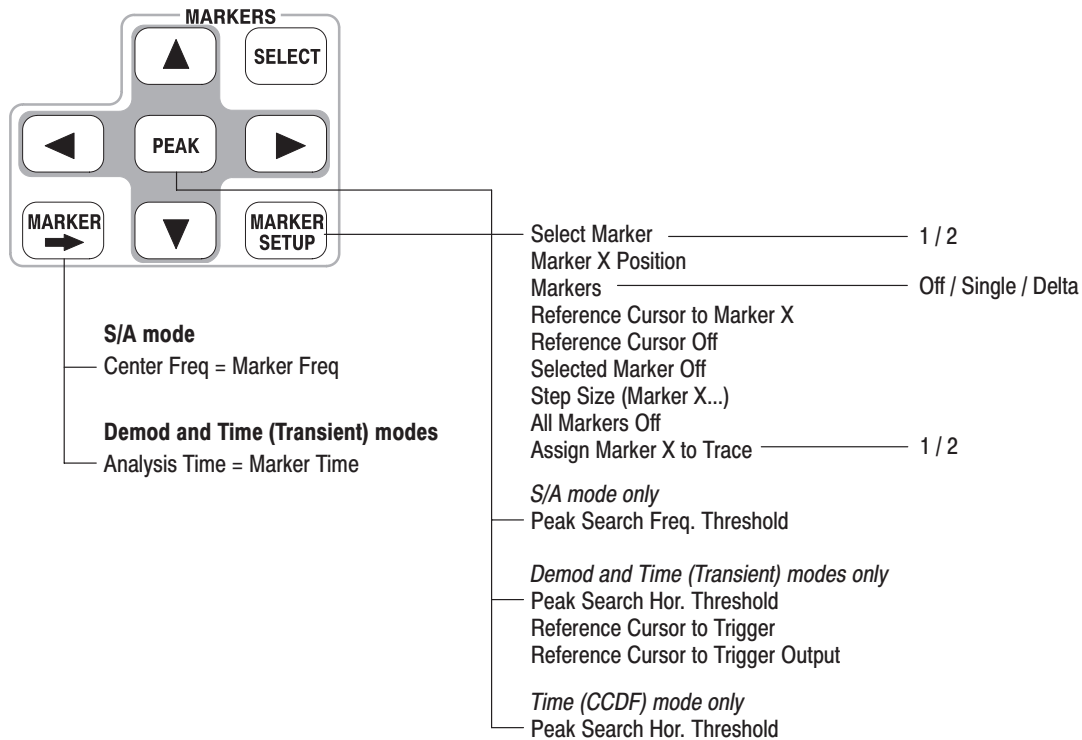 MARKERS
SELECT
PEAK
MARKER
MARKER
SETUP
S/A mode
Center Freq = Marker Freq
Demod and Time (Transient) modes
Analysis Time = Marker Time
Select Marker 1 / 2
Marker X Position
Markers Off / Single / Delta
Reference Cursor to Marker X
Reference Cursor Off
Selected Marker Off
Step Size (Marker X...)
All Markers Off
Assign Marker X to Trace 1 / 2
S/A mode only
Peak Search Freq. Threshold
Demod and Time (Transient) modes only
Peak Search Hor. Threshold
Reference Cursor to Trigger
Reference Cursor to Trigger Output
Time (CCDF) mode only
Peak Search Hor. Threshold